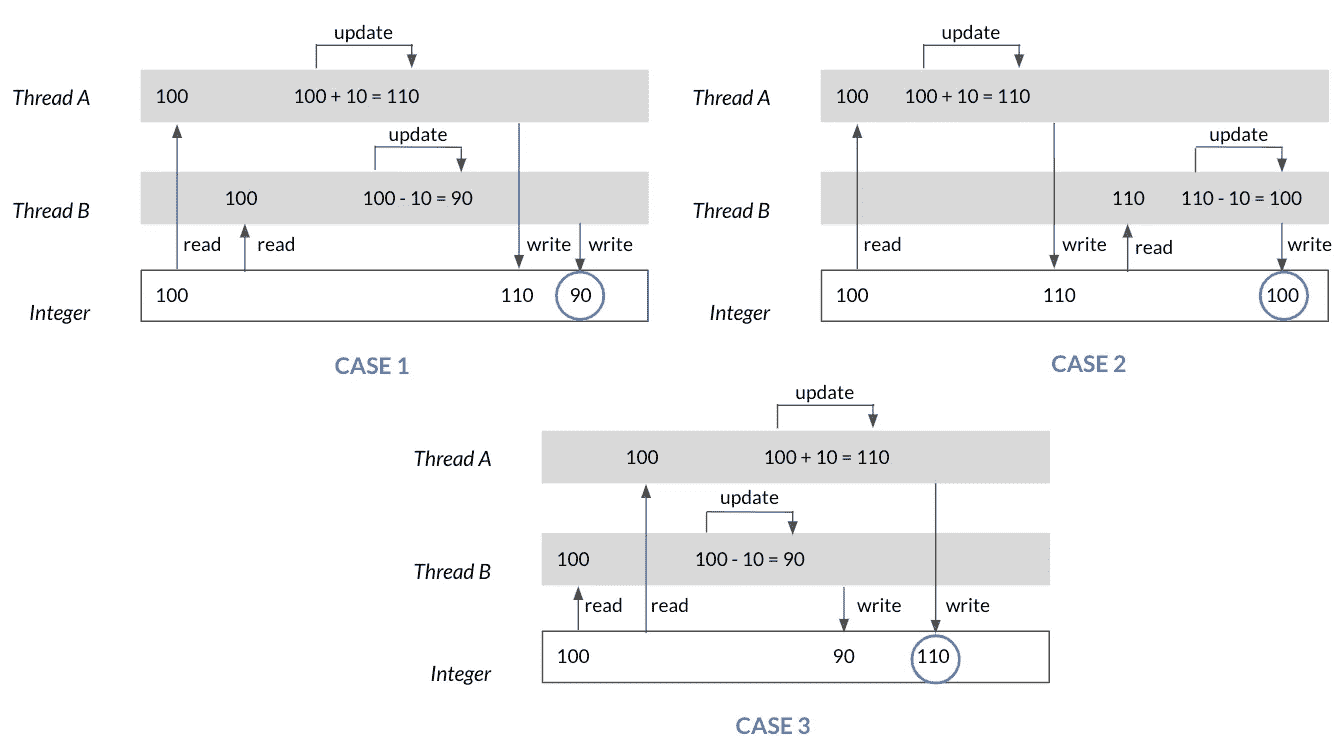 update
Thread A
100
100 + 10 = 110
update
Thread B
100
100 - 10 = 90
read
read
write
write
Integer
100
110
90
CASE 1
update
Thread A
100
100 + 10 = 110
update
Thread B
110
110 - 10 = 100
read
write
read
write
Integer
100
110
100
CASE 2
update
Thread A
100
100 + 10 = 110
update
Thread B
100
100 - 10 = 90
read
read
write
write
Integer
100
90
110
CASE 3